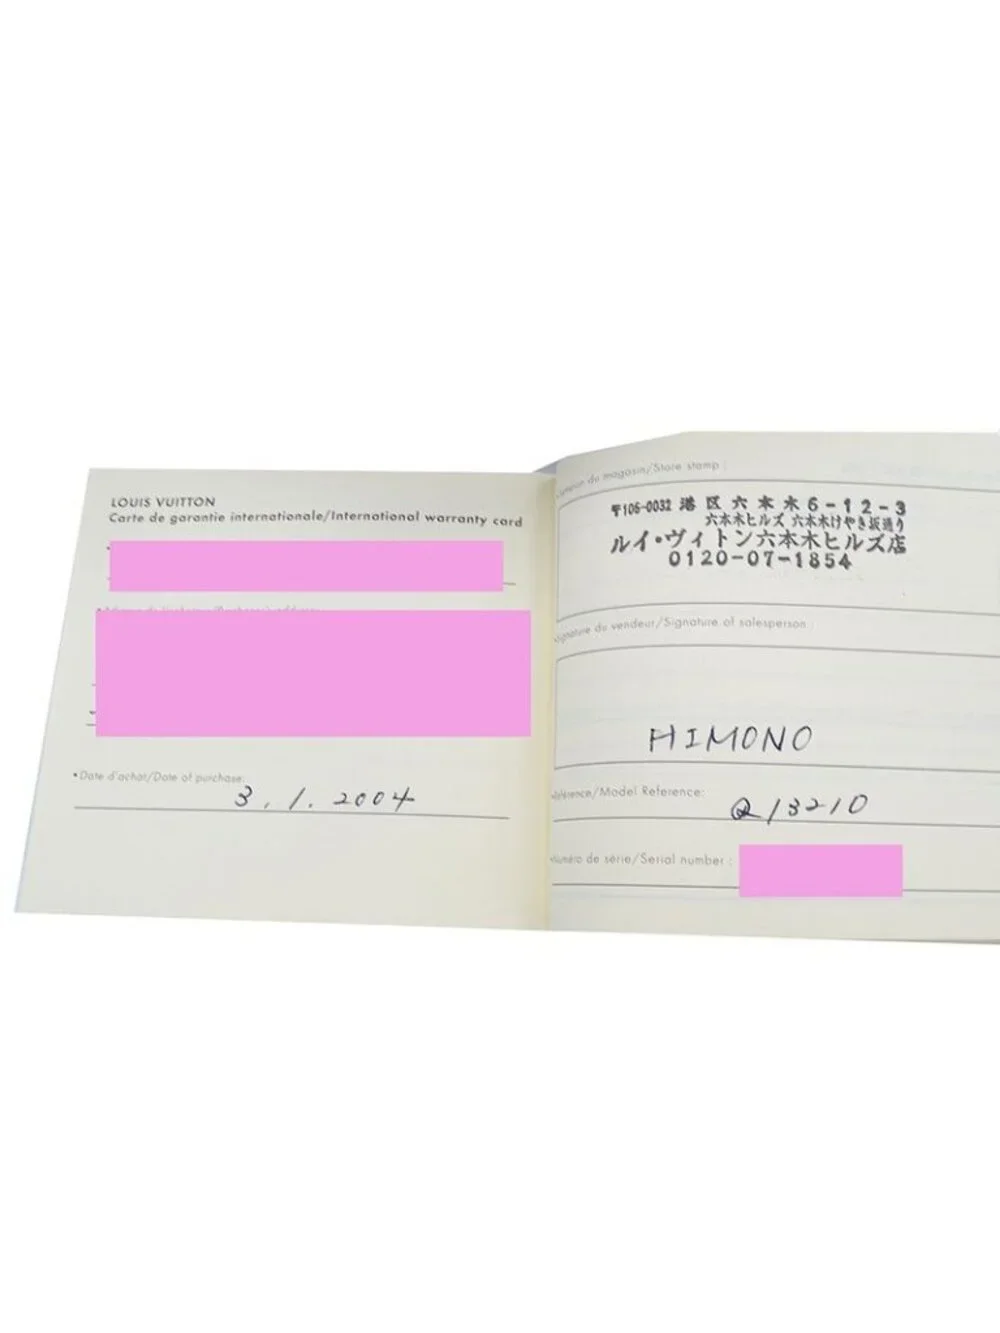 LOUIS VUITTON
Carte de garantie internationale/International warranty card
• Date d'achat/Date of purchase:
3. 1. 2004
du magasin/Store stamp :
〒106-0032 港区六本木6-12-3
六本木ヒルズ 六本木けやき坂通り
ルイ・ヴィトン六本木ヒルズ店
0120-07-1854
Signature du vendeur/Signature of salesperson :
HIMONO
Référence/Model Reference:
Q13210
Numéro de série/Serial number :